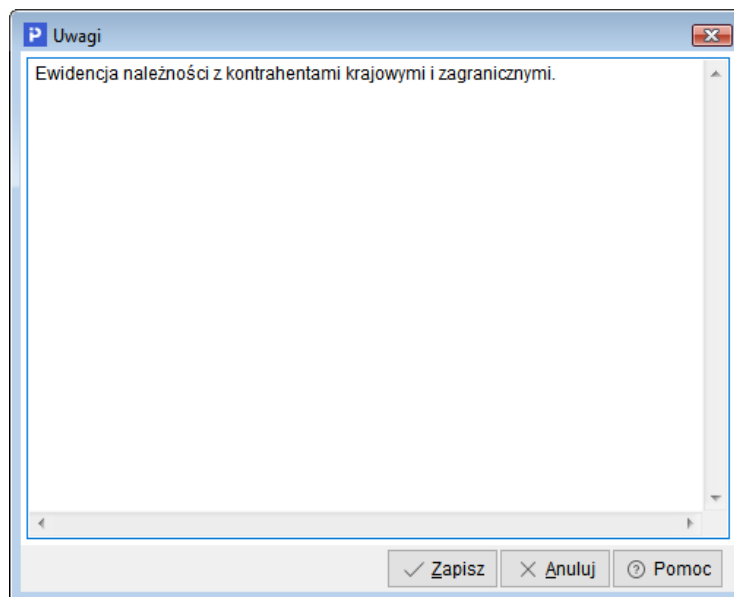 Uwagi
Ewidencja należności z kontrahentami krajowymi i zagranicznymi.
Zapisz Anuluj Pomoc